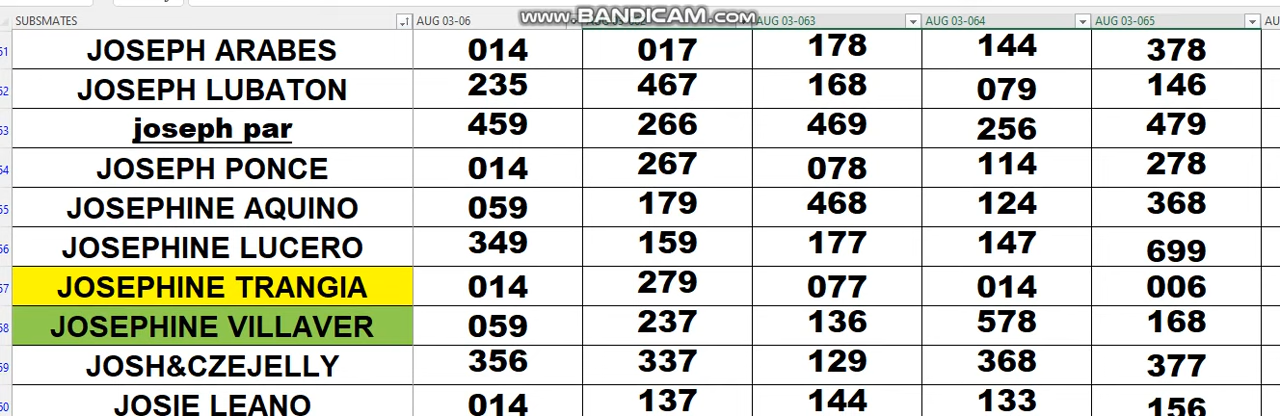 www.BANDICAM.com
SUBSMATES AUG 03-06 AUG 03-063 AUG 03-064 AUG 03-065
JOSEPH ARABES 014 017 178 144 378
JOSEPH LUBATON 235 467 168 079 146
joseph par 459 266 469 256 479
JOSEPH PONCE 014 267 078 114 278
JOSEPHINE AQUINO 059 179 468 124 368
JOSEPHINE LUCERO 349 159 177 147 699
JOSEPHINE TRANGIA 014 279 077 014 006
JOSEPHINE VILLAVER 059 237 136 578 168
JOSH&CZEJELLY 356 337 129 368 377
JOSIE LEANO 014 137 144 133 156